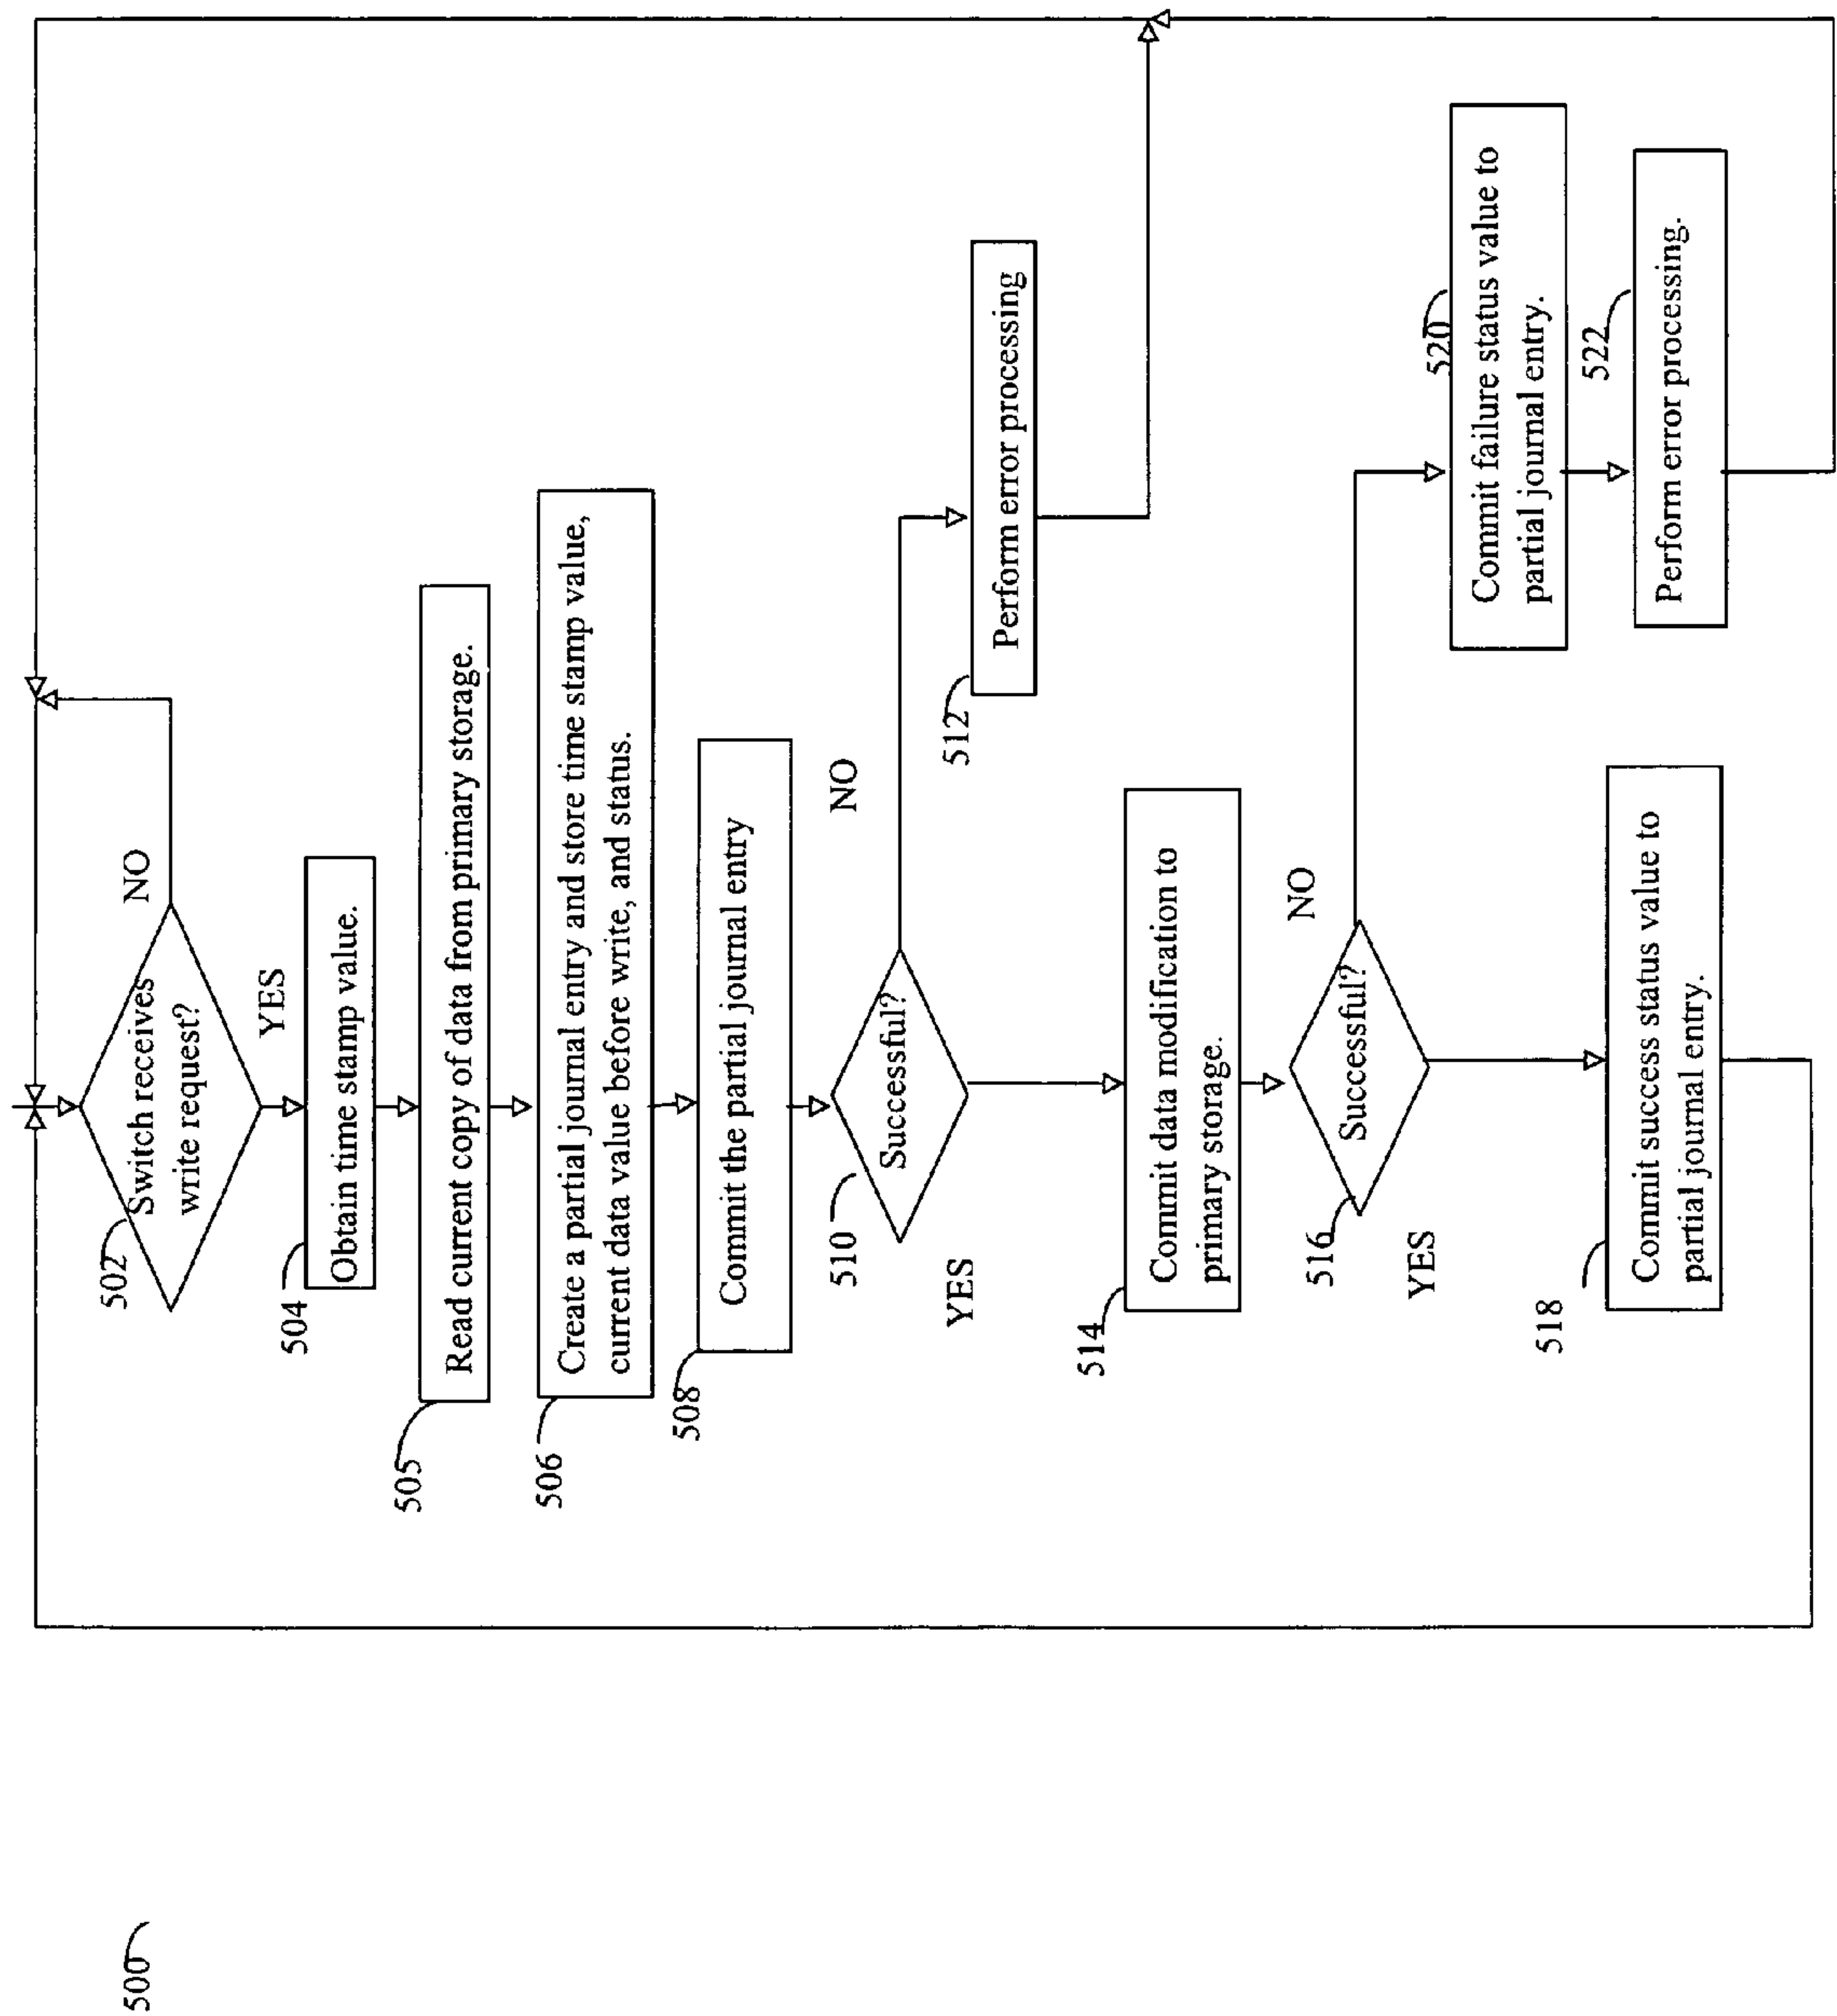 500
502
Switch receives
write request?
NO
YES
504
Obtain time stamp value.
505
Read current copy of data from primary storage.
506
Create a partial journal entry and store time stamp value,
current data value before write, and status.
508
Commit the partial journal entry
510
Successful?
NO
YES
512
Perform error processing
514
Commit data modification to
primary storage.
516
Successful?
NO
YES
520
Commit failure status value to
partial journal entry.
522
Perform error processing.
518
Commit success status value to
partial journal entry.